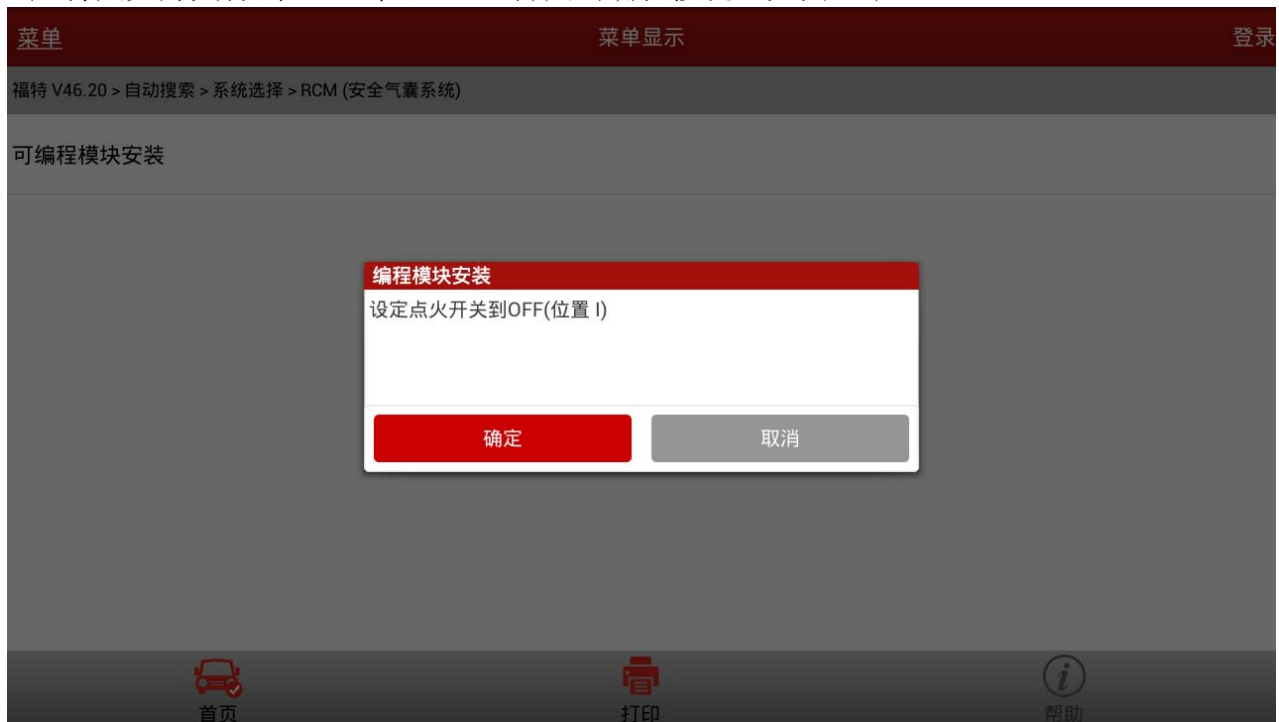 菜单
菜单显示
登录
福特 V46.20 > 自动搜索 > 系统选择 > RCM (安全气囊系统)
可编程模块安装
编程模块安装
设定点火开关到OFF(位置 I)
确定
取消
首页
打印
帮助